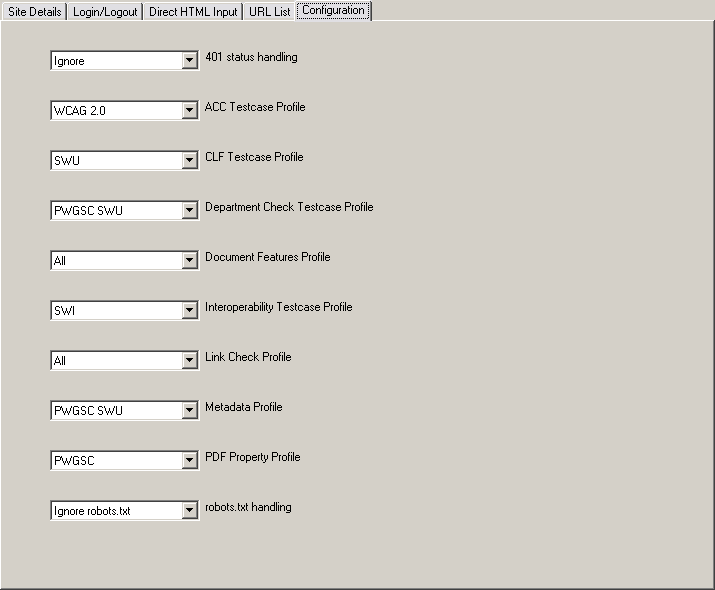 Site Details Login/Logout Direct HTML Input URL List Configuration
Ignore 401 status handling
WCAG 2.0 ACC Testcase Profile
SWU CLF Testcase Profile
PWGSC SWU Department Check Testcase Profile
All Document Features Profile
SWI Interoperability Testcase Profile
All Link Check Profile
PWGSC SWU Metadata Profile
PWGSC PDF Property Profile
Ignore robots.txt robots.txt handling